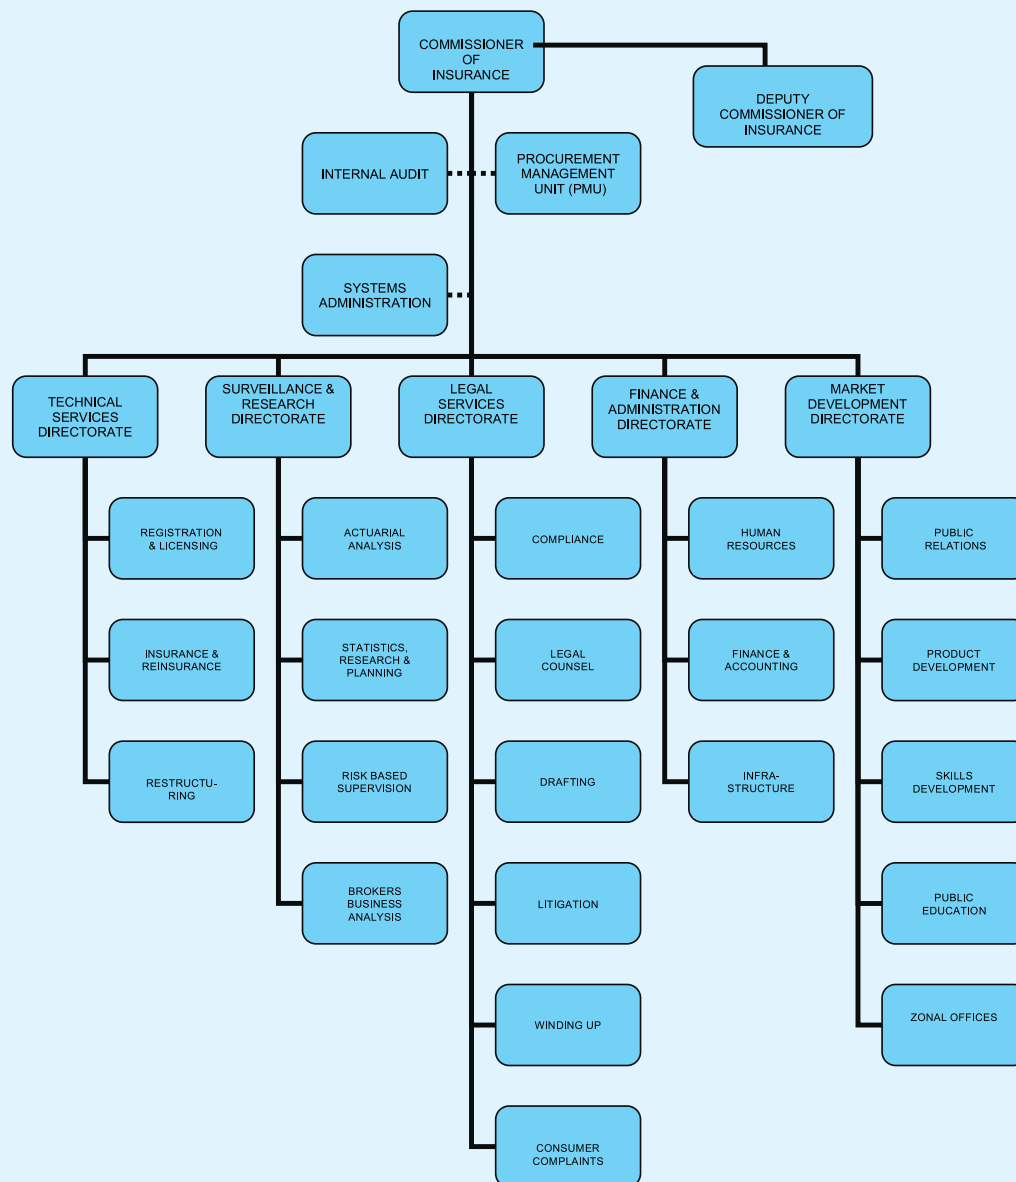 COMMISSIONER
OF
INSURANCE
DEPUTY
COMMISSIONER OF
INSURANCE
INTERNAL AUDIT
PROCUREMENT
MANAGEMENT
UNIT (PMU)
SYSTEMS
ADMINISTRATION
TECHNICAL
SERVICES
DIRECTORATE
SURVEILLANCE &
RESEARCH
DIRECTORATE
LEGAL
SERVICES
DIRECTORATE
FINANCE &
ADMINISTRATION
DIRECTORATE
MARKET
DEVELOPMENT
DIRECTORATE
REGISTRATION
& LICENSING
ACTUARIAL
ANALYSIS
COMPLIANCE
HUMAN
RESOURCES
PUBLIC
RELATIONS
INSURANCE &
REINSURANCE
STATISTICS,
RESEARCH &
PLANNING
LEGAL
COUNSEL
FINANCE &
ACCOUNTING
PRODUCT
DEVELOPMENT
RESTRUCTU-
RING
RISK BASED
SUPERVISION
DRAFTING
INFRA-
STRUCTURE
SKILLS
DEVELOPMENT
BROKERS
BUSINESS
ANALYSIS
LITIGATION
PUBLIC
EDUCATION
WINDING UP
ZONAL OFFICES
CONSUMER
COMPLAINTS